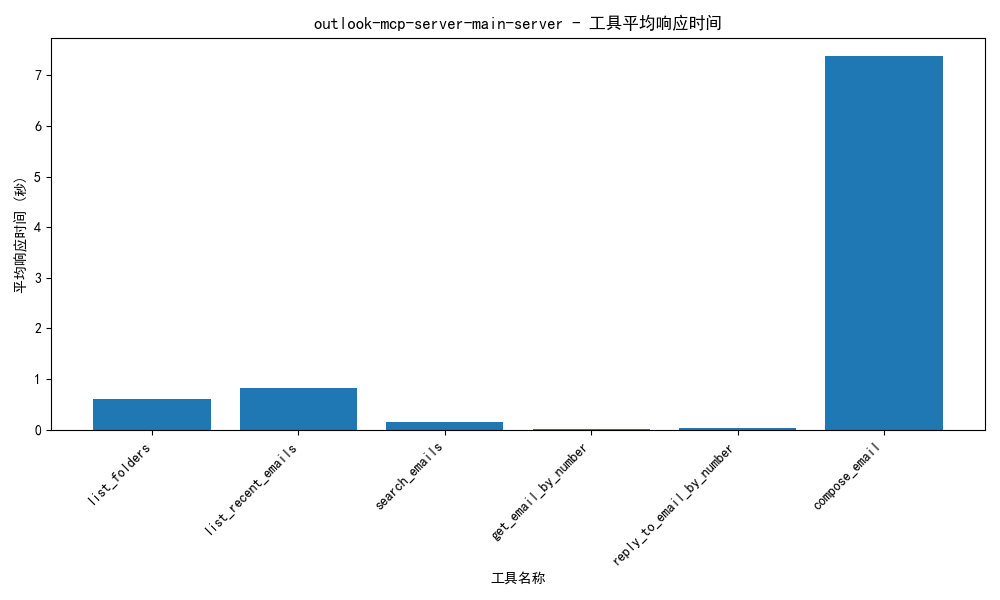 outlook-mcp-server-main-server - 工具平均响应时间
平均响应时间 (秒)
7
6
5
4
3
2
1
0
list_folders
list_recent_emails
search_emails
get_email_by_number
reply_to_email_by_number
compose_email
工具名称